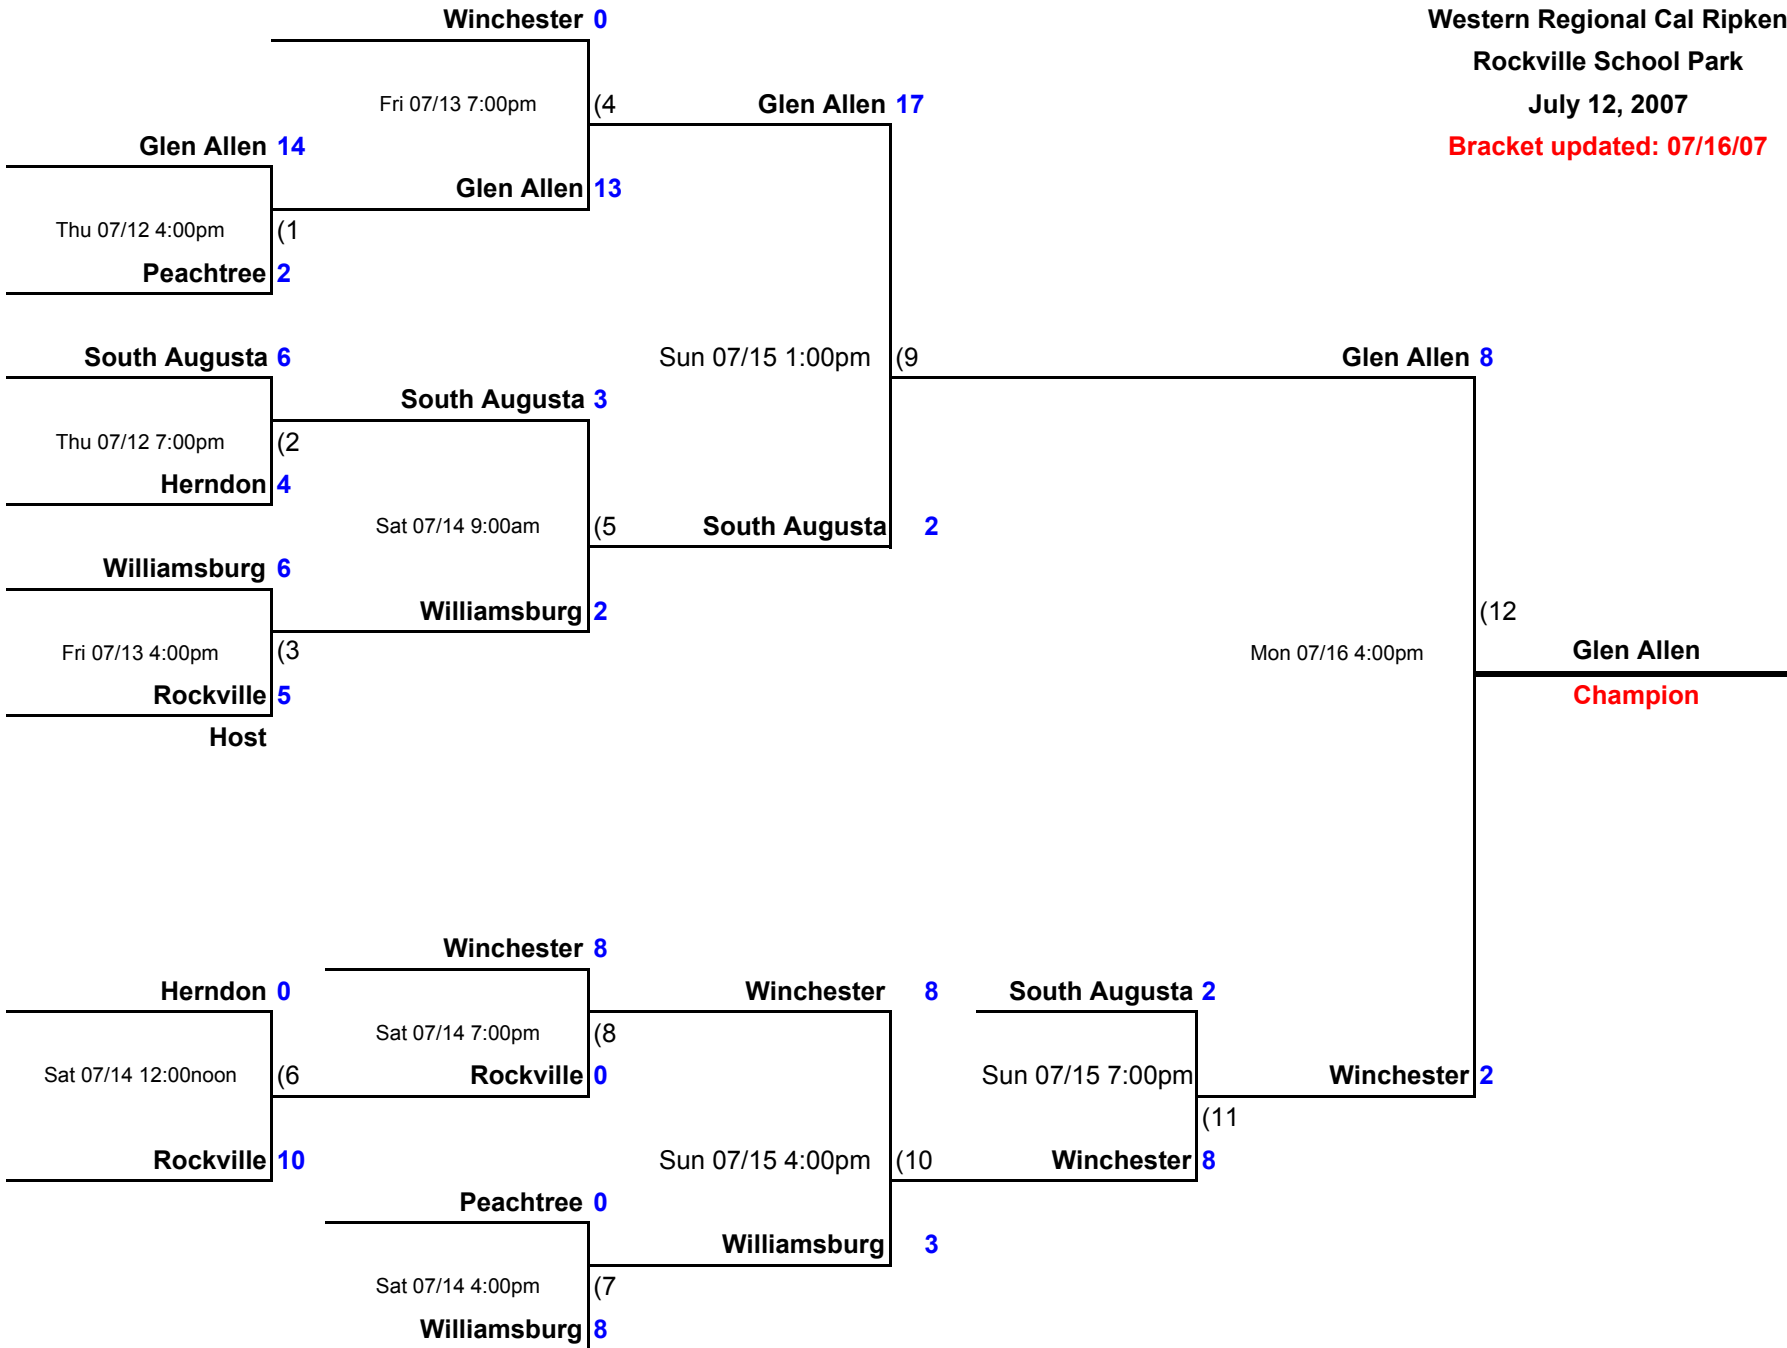 Winchester 0
Western Regional Cal Ripken
Rockville School Park
July 12, 2007
Bracket updated: 07/16/07
Fri 07/13 7:00pm (4
Glen Allen 17
Glen Allen 14
Glen Allen 13
Thu 07/12 4:00pm (1
Peachtree 2
South Augusta 6
Sun 07/15 1:00pm (9
Glen Allen 8
South Augusta 3
Thu 07/12 7:00pm (2
Herndon 4
Sat 07/14 9:00am (5
South Augusta 2
Williamsburg 6
Williamsburg 2
(12
Fri 07/13 4:00pm (3
Mon 07/16 4:00pm
Glen Allen
Rockville 5
Champion
Host
Winchester 8
Herndon 0
Winchester 8
South Augusta 2
Sat 07/14 7:00pm (8
Sat 07/14 12:00noon (6
Rockville 0
Sun 07/15 7:00pm
Winchester 2
(11
Rockville 10
Sun 07/15 4:00pm (10
Winchester 8
Peachtree 0
Williamsburg 3
Sat 07/14 4:00pm (7
Williamsburg 8